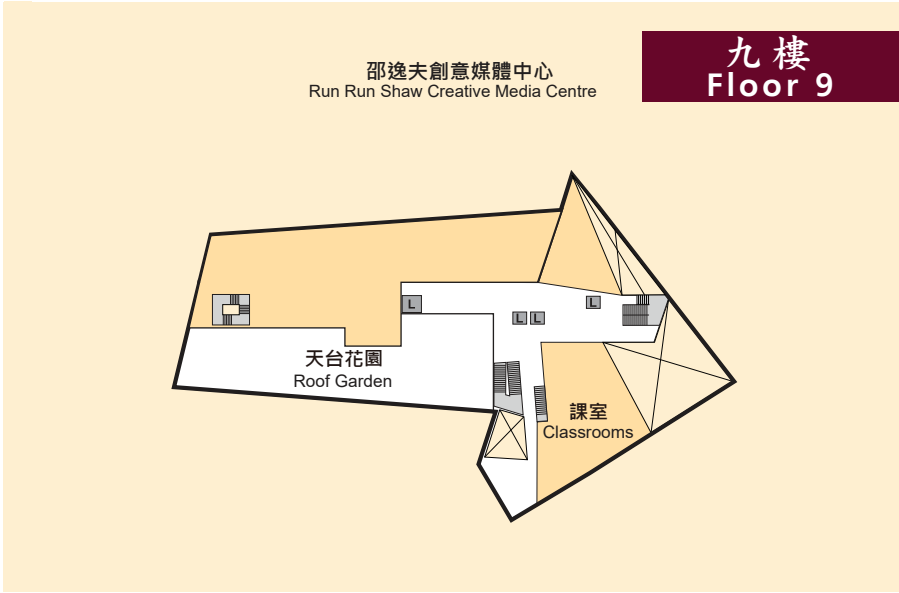 邵逸夫創意媒體中心
Run Run Shaw Creative Media Centre
九樓
Floor 9
L
L
L
L
天台花園
Roof Garden
課室
Classrooms